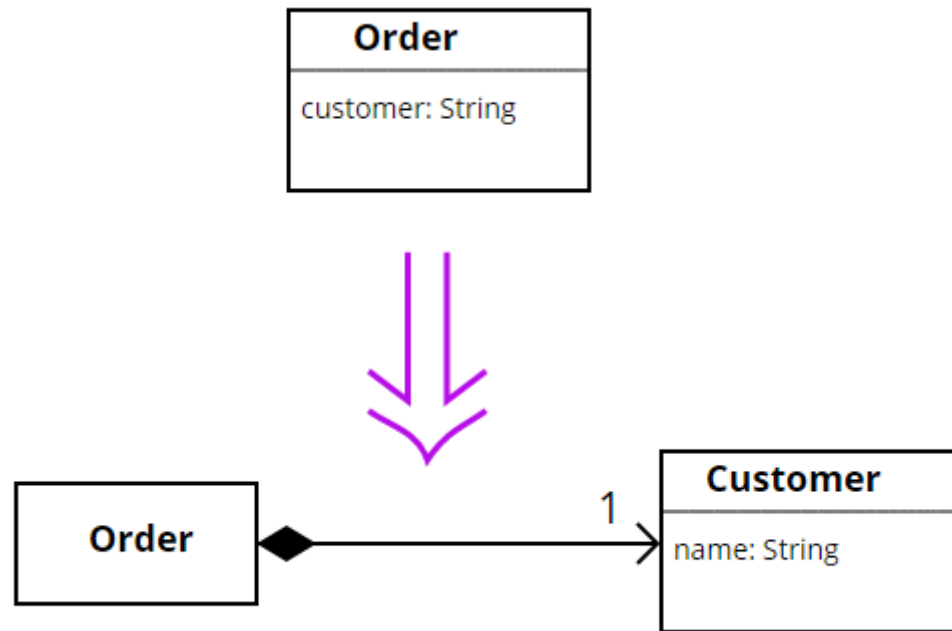 Order
customer: String
1
Customer
Order
name: String